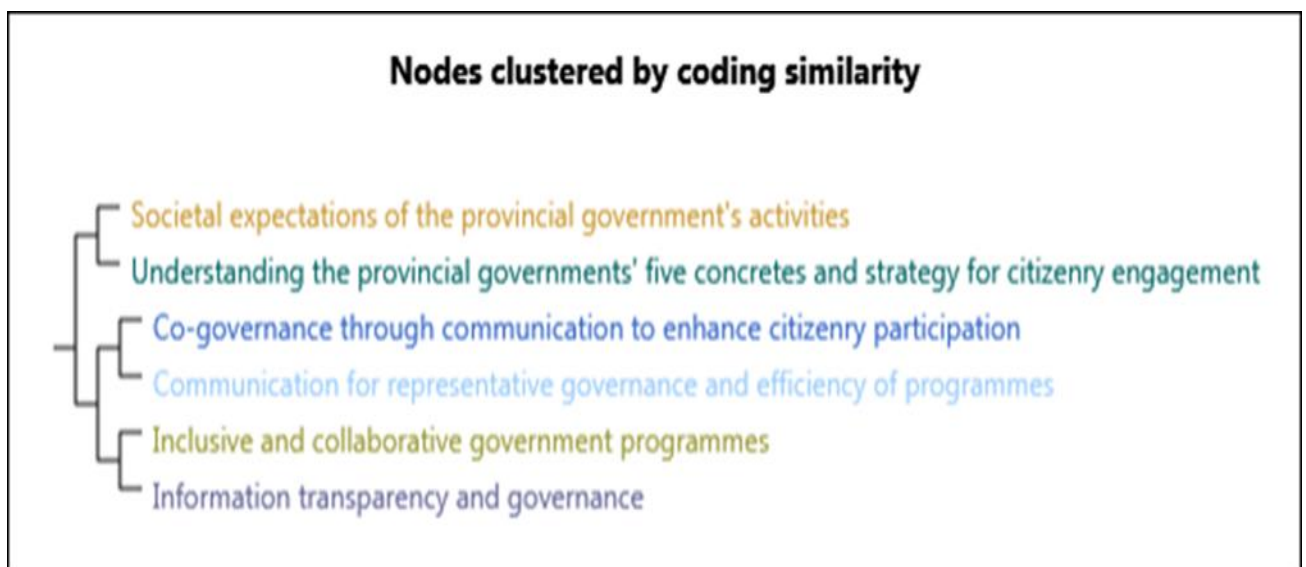 Nodes clustered by coding similarity
Societal expectations of the provincial government's activities
Understanding the provincial governments' five concretes and strategy for citizenry engagement
Co-governance through communication to enhance citizenry participation
Communication for representative governance and efficiency of programmes
Inclusive and collaborative government programmes
Information transparency and governance